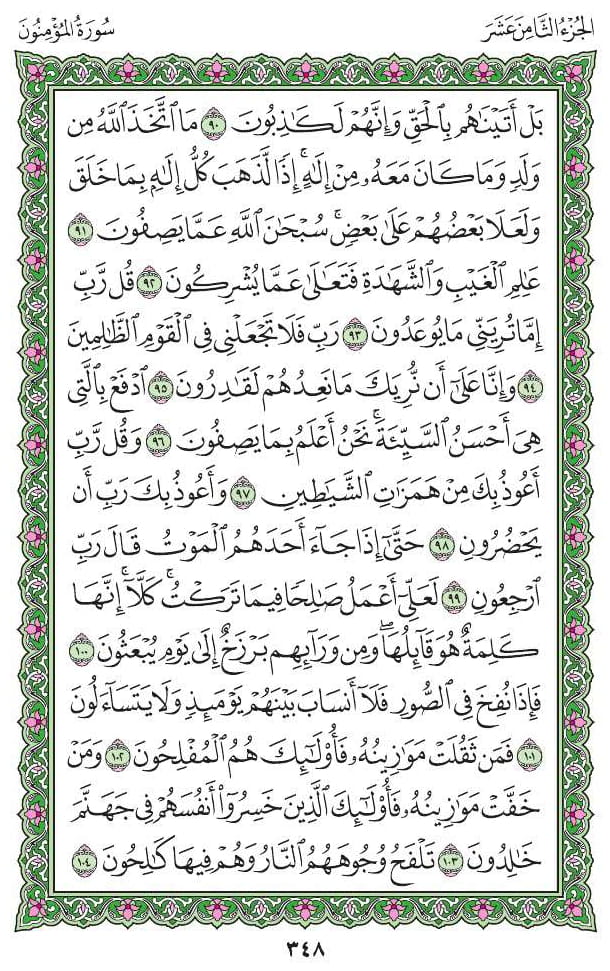 الجُزْءُ الثَّامِنَ عَشَرَ
سُورَةُ المُؤْمِنُونَ
بَلْ أَتَيْنَٰهُم بِٱلْحَقِّ وَإِنَّهُمْ لَكَٰذِبُونَ ٩٠ مَا ٱتَّخَذَ ٱللَّهُ مِن
وَلَدٍ وَمَا كَانَ مَعَهُۥ مِنْ إِلَٰهٍ ۚ إِذًا لَّذَهَبَ كُلُّ إِلَٰهٍۭ بِمَا خَلَقَ
وَلَعَلَا بَعْضُهُمْ عَلَىٰ بَعْضٍ ۚ سُبْحَٰنَ ٱللَّهِ عَمَّا يَصِفُونَ ٩١
عَٰلِمِ ٱلْغَيْبِ وَٱلشَّهَٰدَةِ فَتَعَٰلَىٰ عَمَّا يُشْرِكُونَ ٩٢ قُل رَّبِّ
إِمَّا تُرِيَنِّي مَا يُوعَدُونَ ٩٣ رَبِّ فَلَا تَجْعَلْنِي فِي ٱلْقَوْمِ ٱلظَّٰلِمِينَ
٩٤ وَإِنَّا عَلَىٰٓ أَن نُّرِيَكَ مَا نَعِدُهُمْ لَقَٰدِرُونَ ٩٥ ٱدْفَعْ بِٱلَّتِي
هِيَ أَحْسَنُ ٱلسَّيِّئَةَ ۚ نَحْنُ أَعْلَمُ بِمَا يَصِفُونَ ٩٦ وَقُل رَّبِّ
أَعُوذُ بِكَ مِنْ هَمَزَٰتِ ٱلشَّيَٰطِينِ ٩٧ وَأَعُوذُ بِكَ رَبِّ أَن
يَحْضُرُونِ ٩٨ حَتَّىٰٓ إِذَا جَآءَ أَحَدَهُمُ ٱلْمَوْتُ قَالَ رَبِّ
ٱرْجِعُونِ ٩٩ لَعَلِّيٓ أَعْمَلُ صَٰلِحًا فِيمَا تَرَكْتُ ۚ كَلَّآ ۚ إِنَّهَا
كَلِمَةٌ هُوَ قَآئِلُهَا ۖ وَمِن وَرَآئِهِم بَرْزَخٌ إِلَىٰ يَوْمِ يُبْعَثُونَ ١٠٠
فَإِذَا نُفِخَ فِي ٱلصُّورِ فَلَآ أَنسَابَ بَيْنَهُمْ يَوْمَئِذٍ وَلَا يَتَسَآءَلُونَ
١٠١ فَمَن ثَقُلَتْ مَوَٰزِينُهُۥ فَأُو۟لَٰٓئِكَ هُمُ ٱلْمُفْلِحُونَ ١٠٢ وَمَنْ
خَفَّتْ مَوَٰزِينُهُۥ فَأُو۟لَٰٓئِكَ ٱلَّذِينَ خَسِرُوٓا۟ أَنفُسَهُمْ فِي جَهَنَّمَ
خَٰلِدُونَ ١٠٣ تَلْفَحُ وُجُوهَهُمُ ٱلنَّارُ وَهُمْ فِيهَا كَٰلِحُونَ ١٠٤
٣٤٨